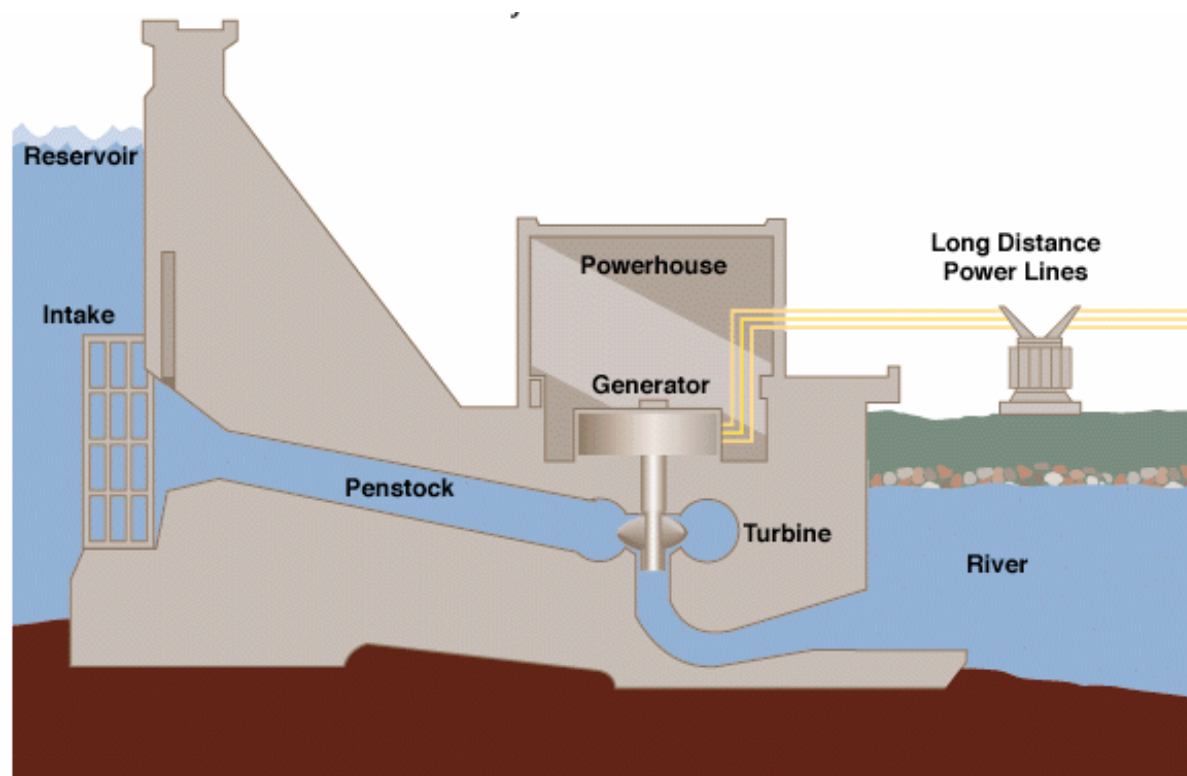 Reservoir
Long Distance
Power Lines
Powerhouse
Intake
Generator
Penstock
Turbine
River